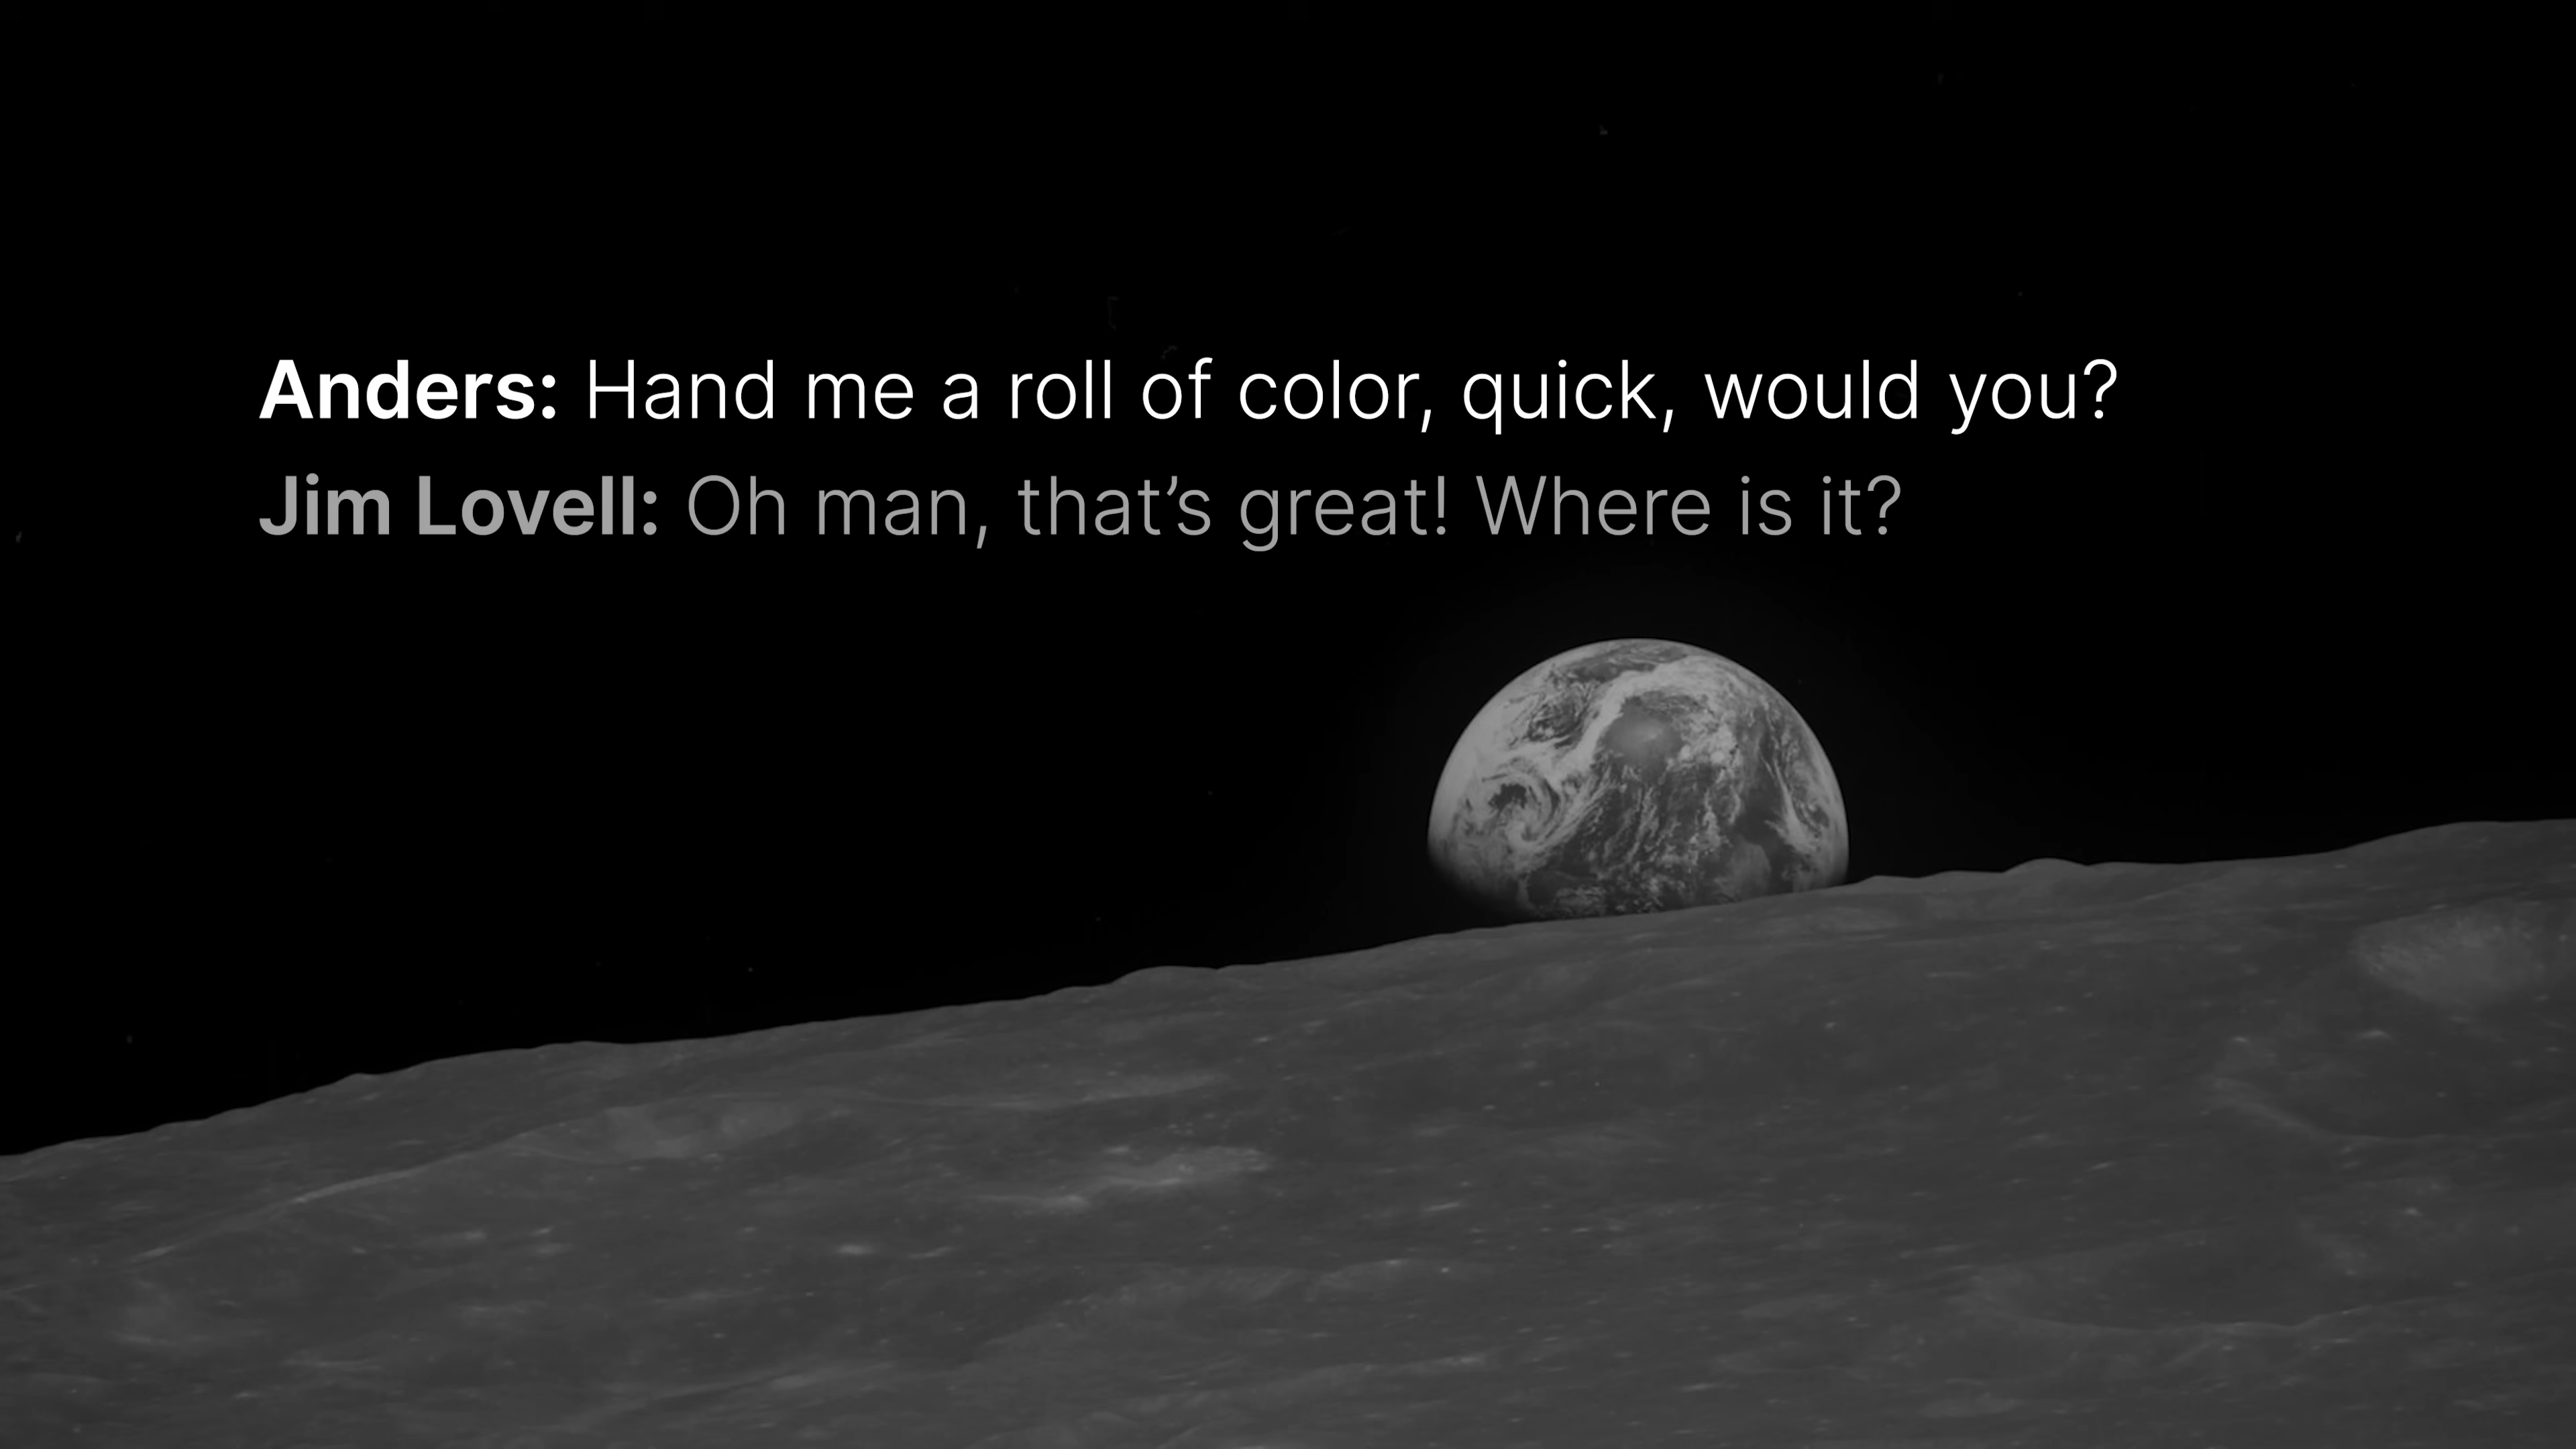 Anders: Hand me a roll of color, quick, would you?
Jim Lovell: Oh man, that’s great! Where is it?